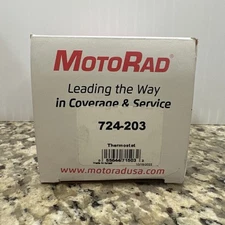 MOTORAD®
Leading the Way
in Coverage & Service
724-203
Thermostat
www.motoradusa.com